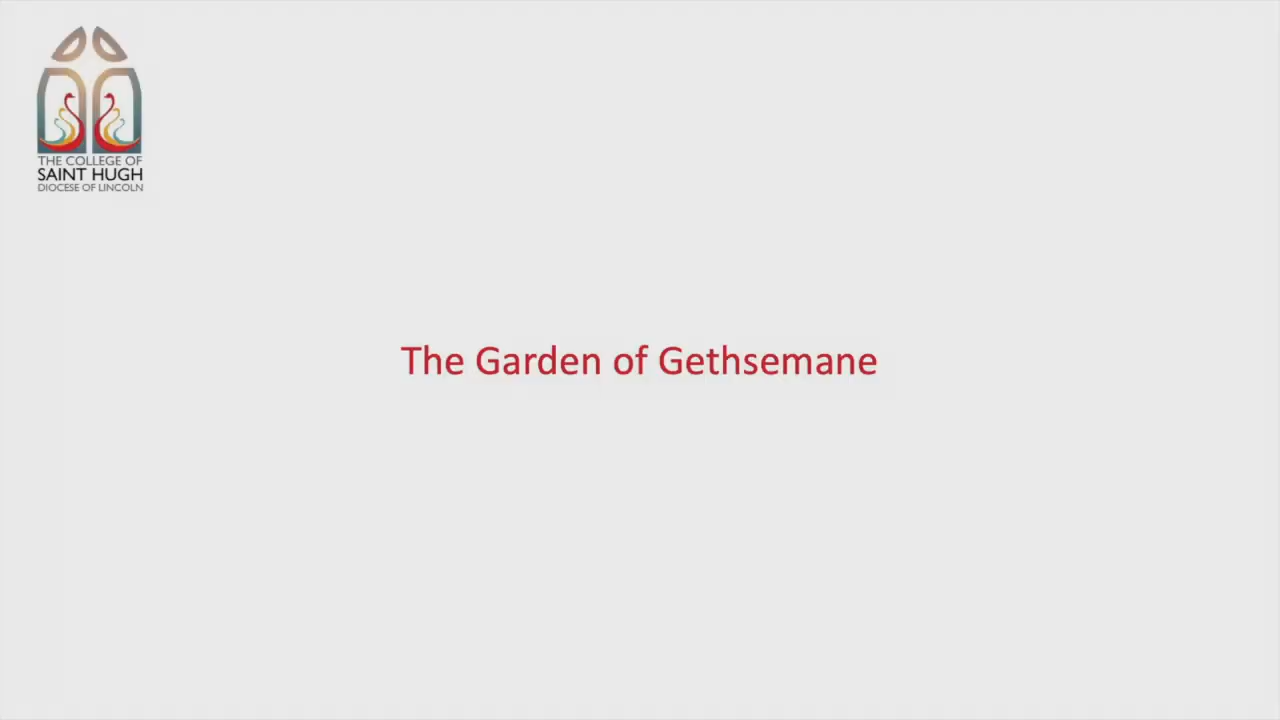 THE COLLEGE OF
SAINT HUGH
DIOCESE OF LINCOLN
The Garden of Gethsemane